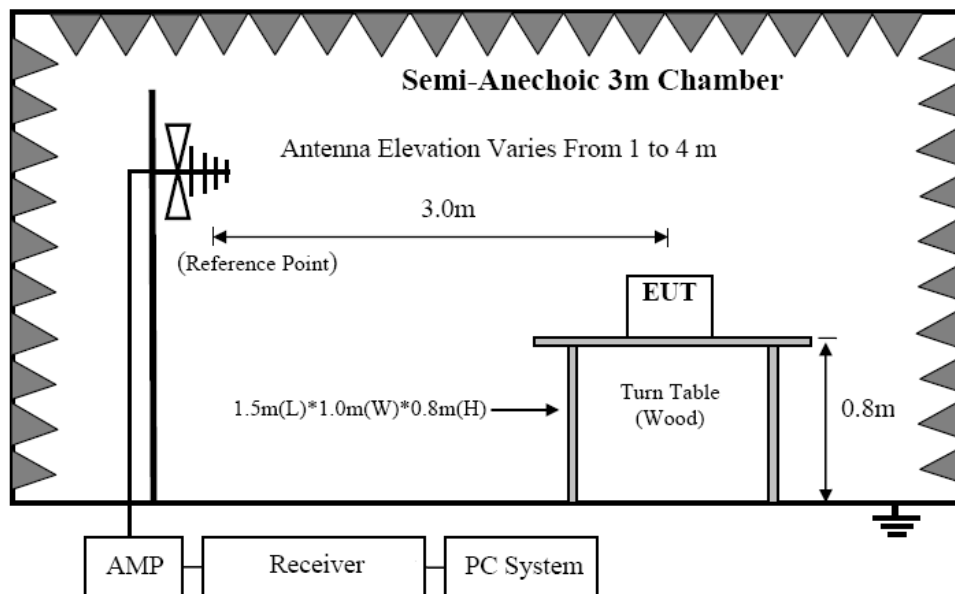 Semi-Anechoic 3m Chamber
Antenna Elevation Varies From 1 to 4 m
3.0m
(Reference Point)
EUT
1.5m(L)*1.0m(W)*0.8m(H)
Turn Table
(Wood)
0.8m
AMP
Receiver
PC System